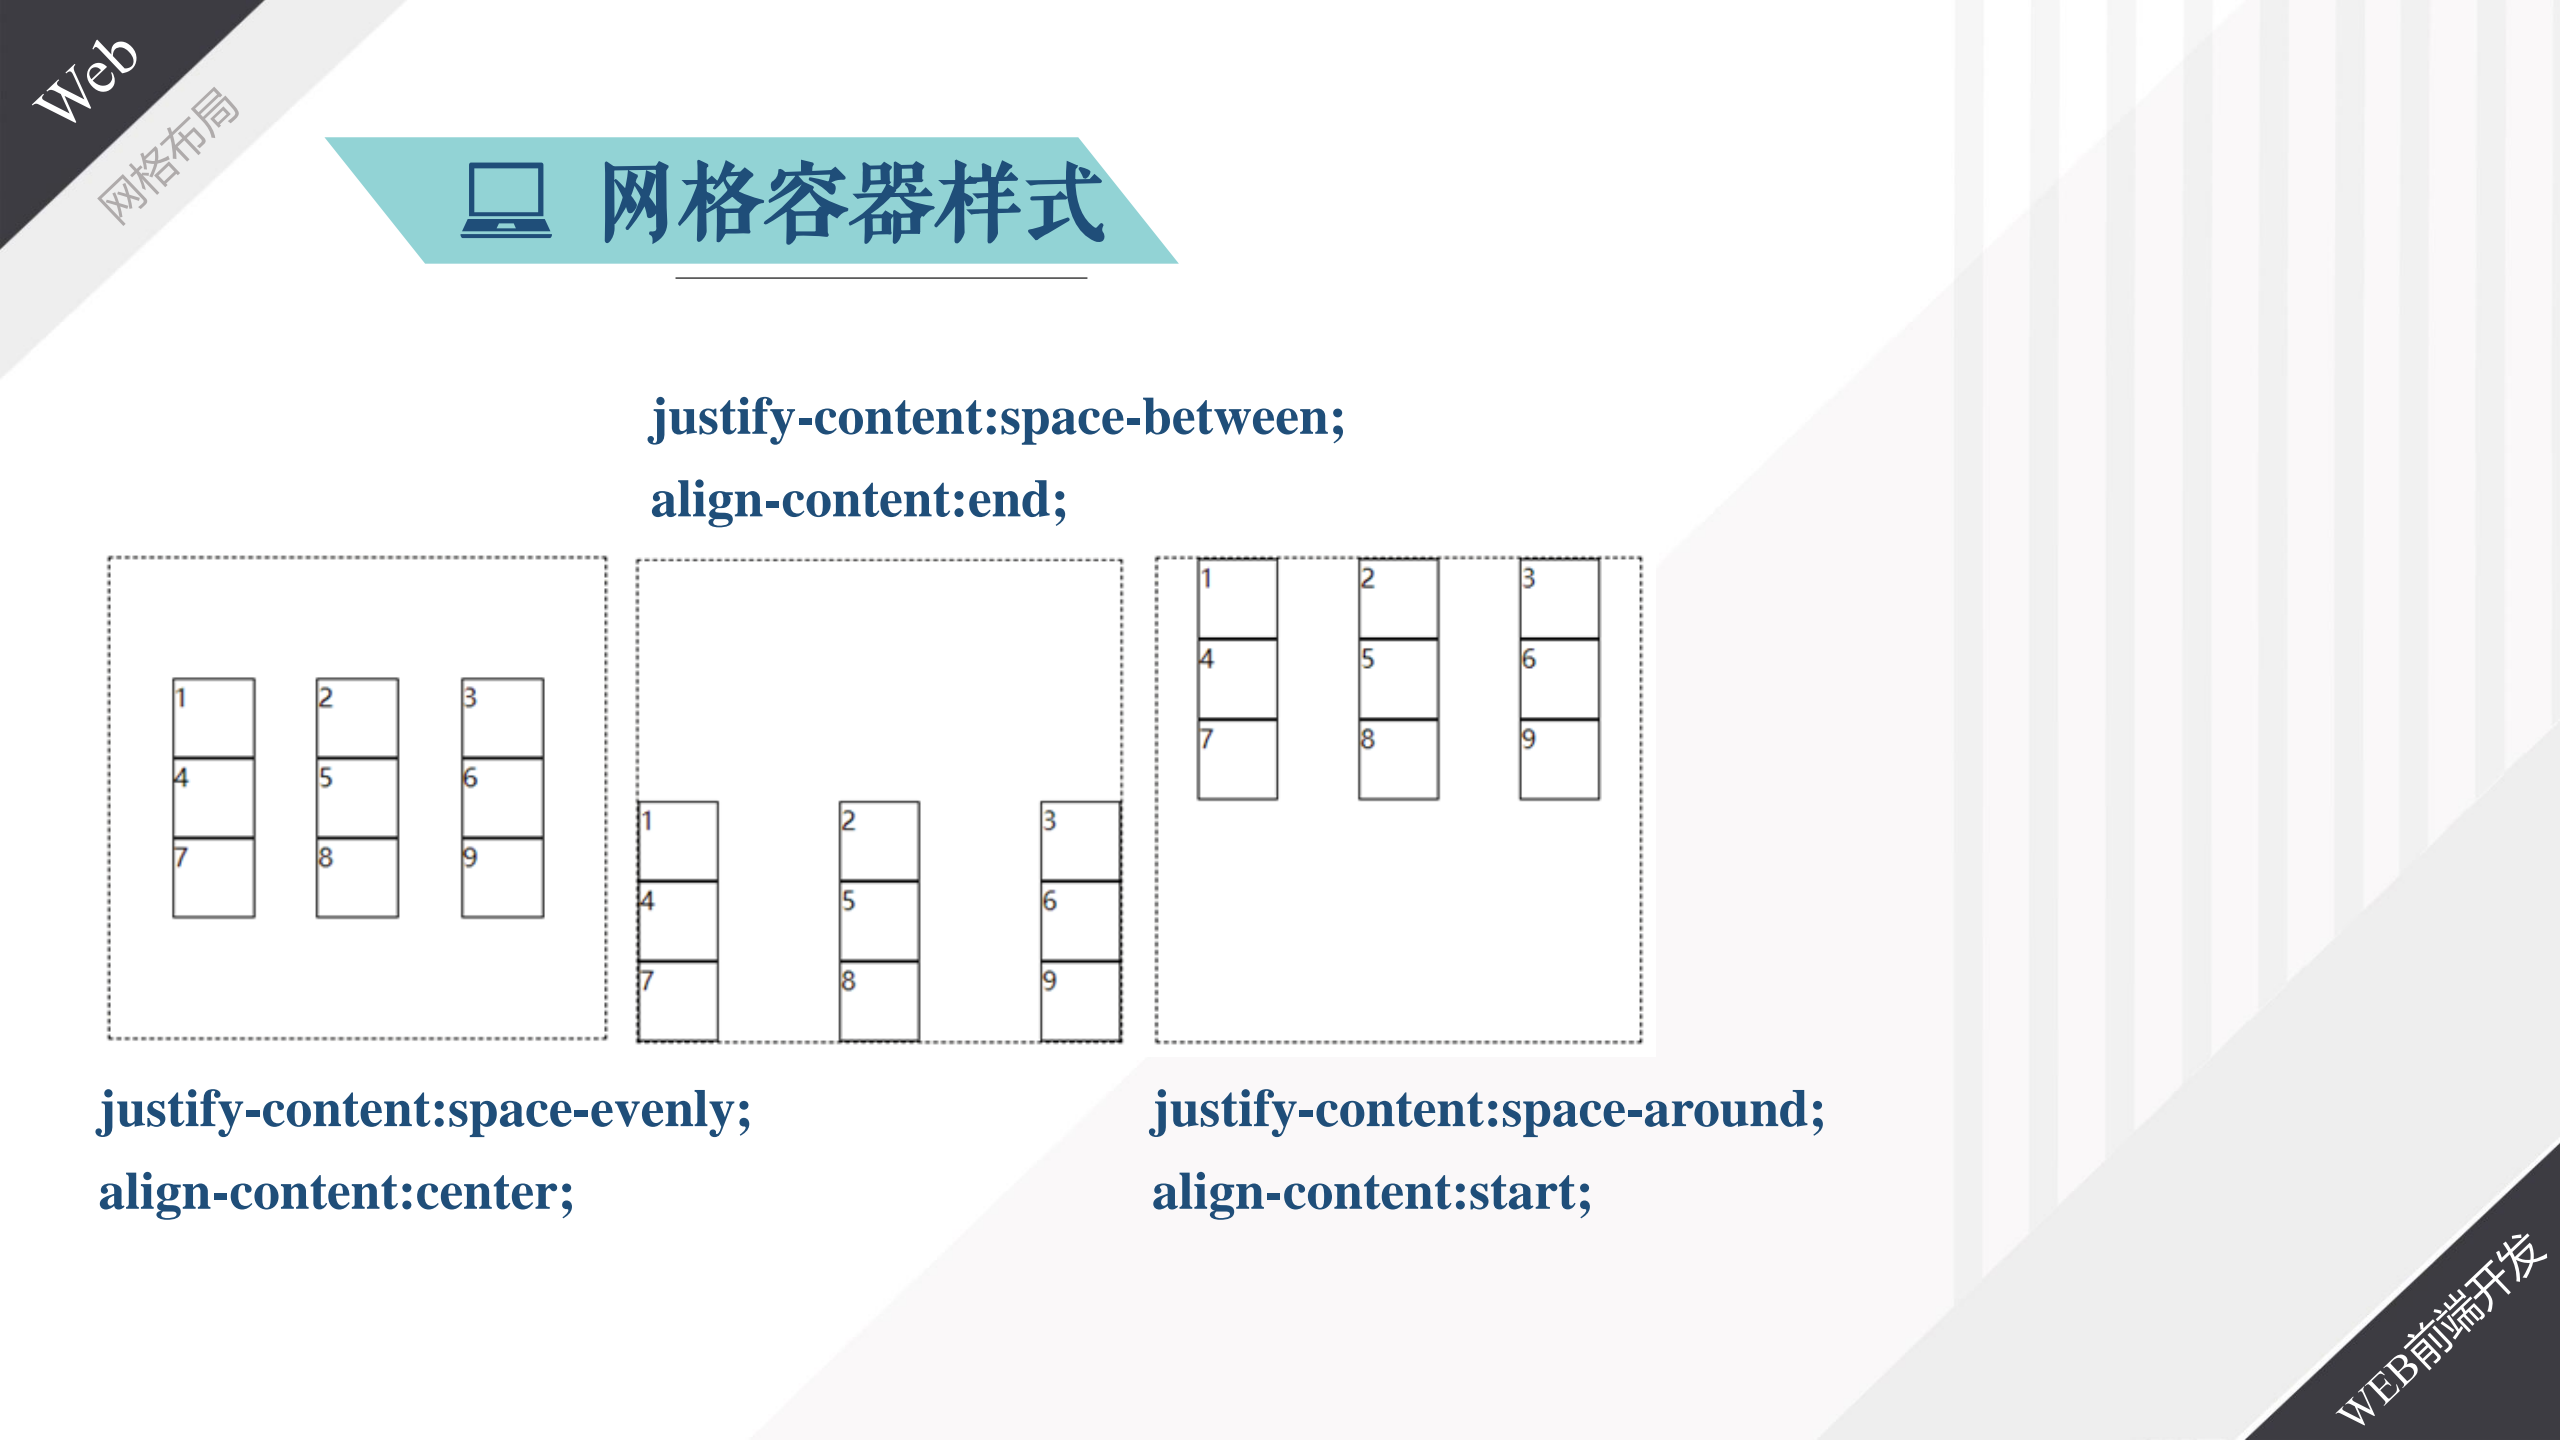 Web
网格布局
网格容器样式
justify-content:space-between;
align-content:end;
1 2 3
4 5 6
7 8 9
1 2 3
4 5 6
7 8 9
1 2 3
4 5 6
7 8 9
justify-content:space-evenly;
align-content:center;
justify-content:space-around;
align-content:start;
WEB前端开发